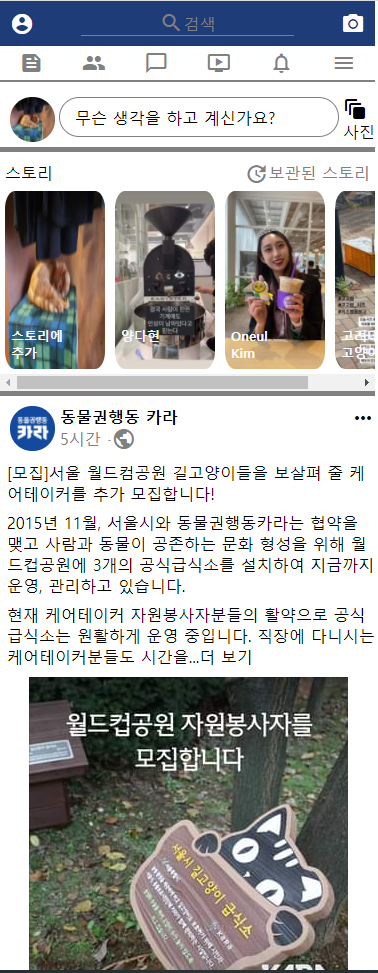 검색
무슨 생각을 하고 계신가요?
사진
스토리
보관된 스토리
스토리에
추가
양다현
Oneul
Kim
동물권행동
카라
동물권행동 카라
5시간 ·
[모집]서울 월드컴공원 길고양이들을 보살펴 줄 케
어테이커를 추가 모집합니다!
2015년 11월, 서울시와 동물권행동카라는 협약을
맺고 사람과 동물이 공존하는 문화 형성을 위해 월
드컵공원에 3개의 공식급식소를 설치하여 지금까지
운영, 관리하고 있습니다.
현재 케어테이커 자원봉사자분들의 활약으로 공식
급식소는 원활하게 운영 중입니다. 직장에 다니시는
케어테이커분들도 시간을...더 보기
월드컵공원 자원봉사자를
모집합니다
서울시 길고양이 급식소